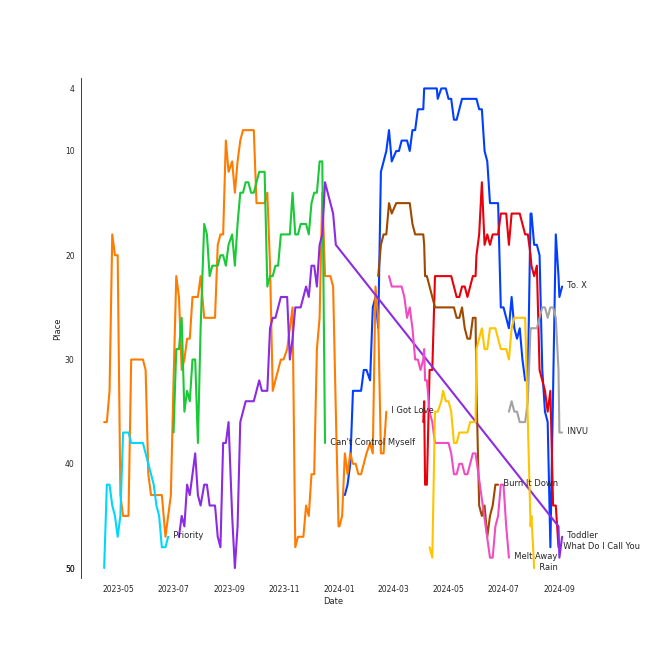 4
10
20
30
40
50
Place
To. X
I Got Love
INVU
Can't Control Myself
Burn It Down
Priority
Toddler
What Do I Call You
Melt Away
Rain
2023-05
2023-07
2023-09
2023-11
2024-01
2024-03
2024-05
2024-07
2024-09
Date